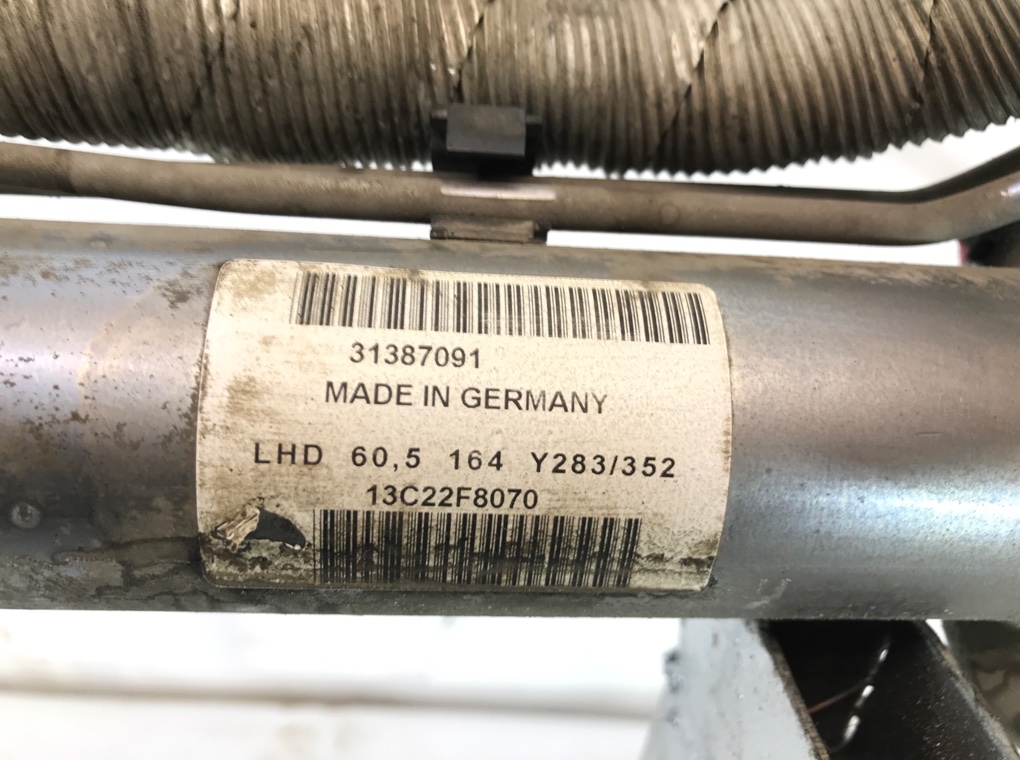 31387091
MADE IN GERMANY
LHD 60,5 164 Y283/352
13C22F8070